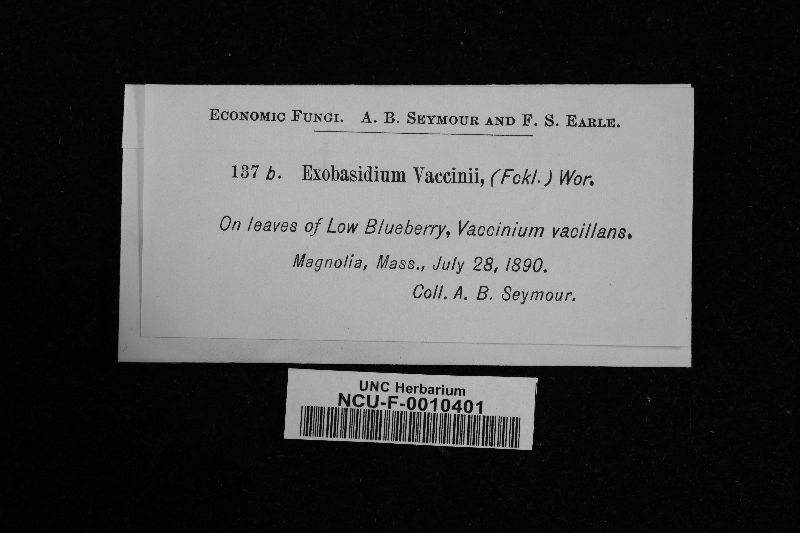 Economic Fungi. A. B. Seymour and F. S. Earle.
137 b. Exobasidium Vaccinii, (Fckl.) Wor.
On leaves of Low Blueberry, Vaccinium vacillans.
Magnolia, Mass., July 28, 1890.
Coll. A. B. Seymour.
UNC Herbarium
NCU-F-0010401